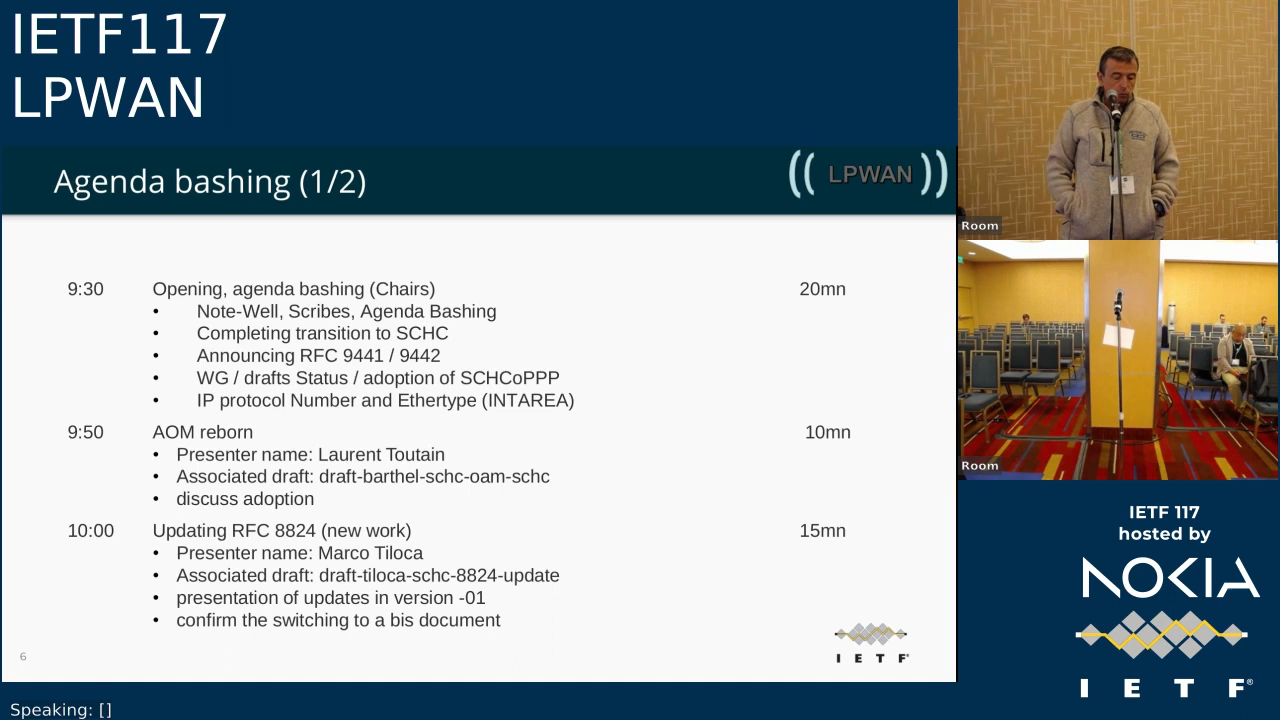 IETF117
LPWAN
Agenda bashing (1/2)
(( LPWAN ))
9:30 Opening, agenda bashing (Chairs) 20mn
• Note-Well, Scribes, Agenda Bashing
• Completing transition to SCHC
• Announcing RFC 9441 / 9442
• WG / drafts Status / adoption of SCHCoPPP
• IP protocol Number and Ethertype (INTAREA)
9:50 AOM reborn 10mn
• Presenter name: Laurent Toutain
• Associated draft: draft-barthel-schc-oam-schc
• discuss adoption
10:00 Updating RFC 8824 (new work) 15mn
• Presenter name: Marco Tiloca
• Associated draft: draft-tiloca-schc-8824-update
• presentation of updates in version -01
• confirm the switching to a bis document
6
I E T F®
Room
Room
IETF 117
hosted by
NOKIA
I E T F®
Speaking: []